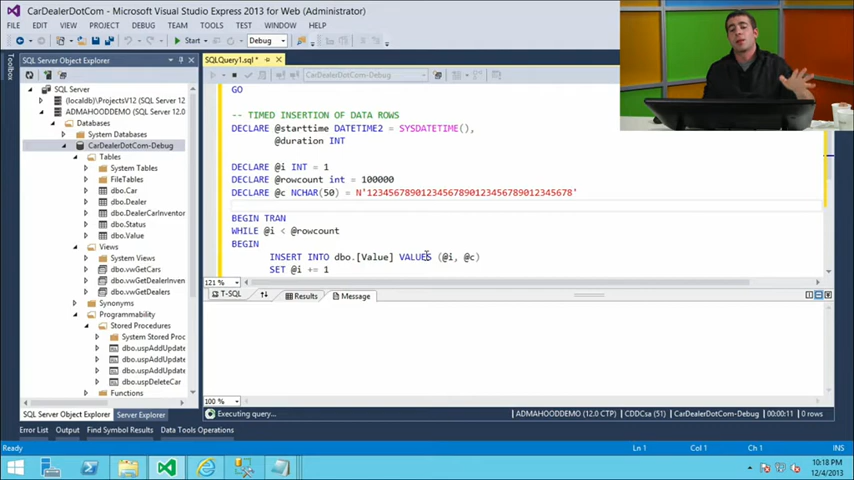 CarDealerDotCom - Microsoft Visual Studio Express 2013 for Web (Administrator)
FILE EDIT VIEW PROJECT DEBUG TEAM TOOLS TEST WINDOW HELP
Start Debug
SQL Server Object Explorer
SQLQuery1.sql *
Toolbox
CarDealerDotCom-Debug
SQL Server
(localdb)\ProjectsV12 (SQL Server 12
ADMAHOODDEMO (SQL Server 12.0
Databases
System Databases
CarDealerDotCom-Debug
Tables
System Tables
FileTables
dbo.Car
dbo.Dealer
dbo.DealerCarInventor
dbo.Status
dbo.Value
Views
System Views
dbo.vwGetCars
dbo.vwGetDealerInven
dbo.vwGetDealers
Synonyms
Programmability
Stored Procedures
System Stored Proc
dbo.uspAddUpdate
dbo.uspAddUpdate
dbo.uspAddUpdate
dbo.uspDeleteCar
Functions
GO
-- TIMED INSERTION OF DATA ROWS
DECLARE @starttime DATETIME2 = SYSDATETIME(),
@duration INT
DECLARE @i INT = 1
DECLARE @rowcount int = 100000
DECLARE @c NCHAR(50) = N'123456789012345678901234567890123456​78'
BEGIN TRAN
WHILE @i < @rowcount
BEGIN
INSERT INTO dbo.[Value] VALUES (@i, @c)
SET @i += 1
121 %
T-SQL Results Message
100 %
Executing query... ADMAHOODDEMO (12.0 CTP) CDDCsa (51) CarDealerDotCom-Debug 00:00:11 0 rows
SQL Server Object Explorer Server Explorer
Error List Output Find Symbol Results Data Tools Operations
Ready Ln 1 Col 1 Ch 1 INS
10:18 PM
12/4/2013